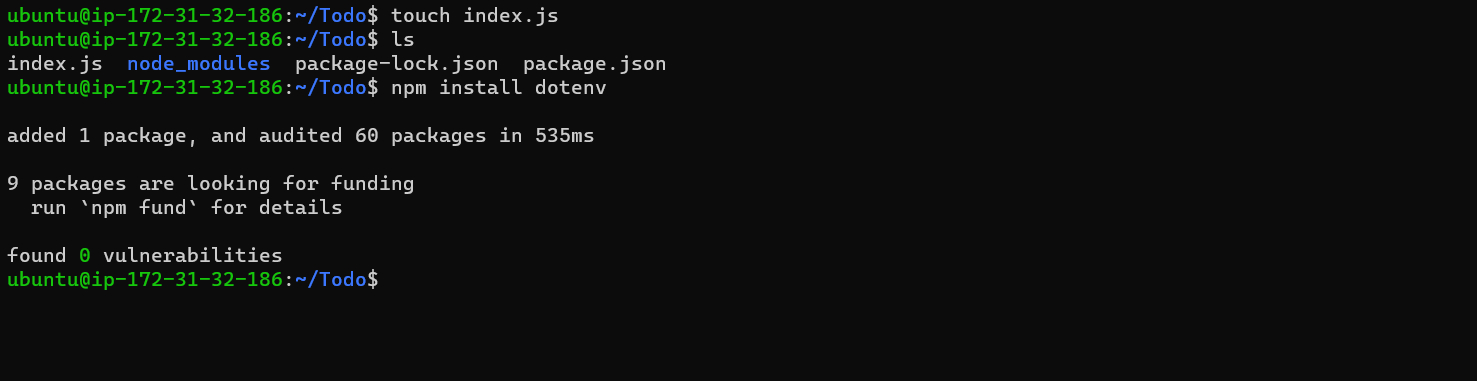 ubuntu@ip-172-31-32-186:~/Todo$ touch index.js
ubuntu@ip-172-31-32-186:~/Todo$ ls
index.js  node_modules  package-lock.json  package.json
ubuntu@ip-172-31-32-186:~/Todo$ npm install dotenv
added 1 package, and audited 60 packages in 535ms
9 packages are looking for funding
  run `npm fund` for details
found 0 vulnerabilities
ubuntu@ip-172-31-32-186:~/Todo$